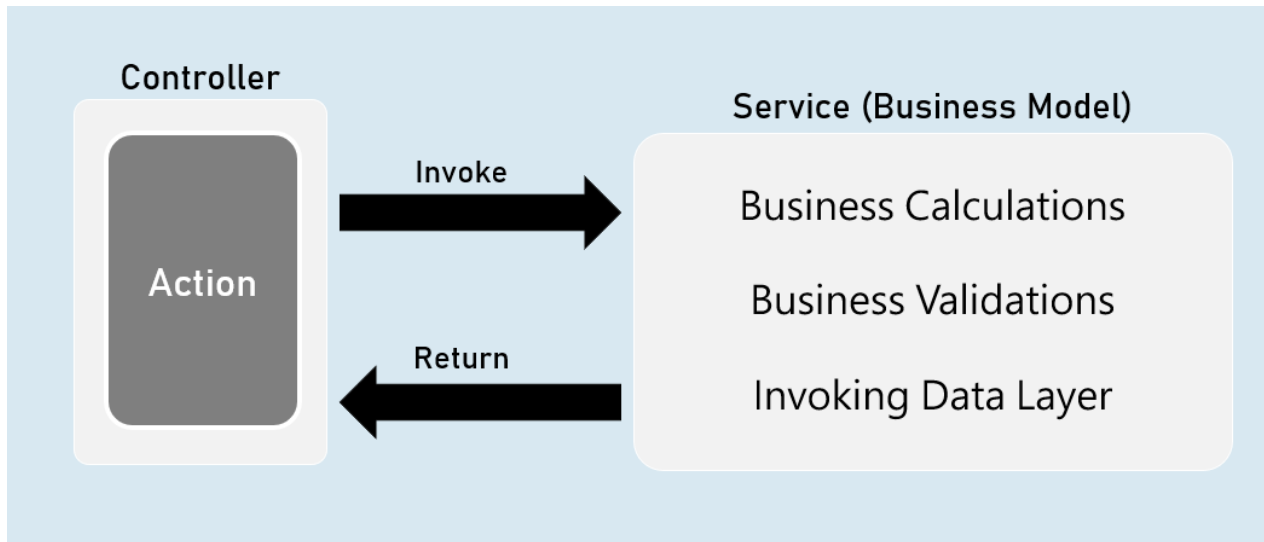 Controller
Action
Invoke
Return
Service (Business Model)
Business Calculations
Business Validations
Invoking Data Layer